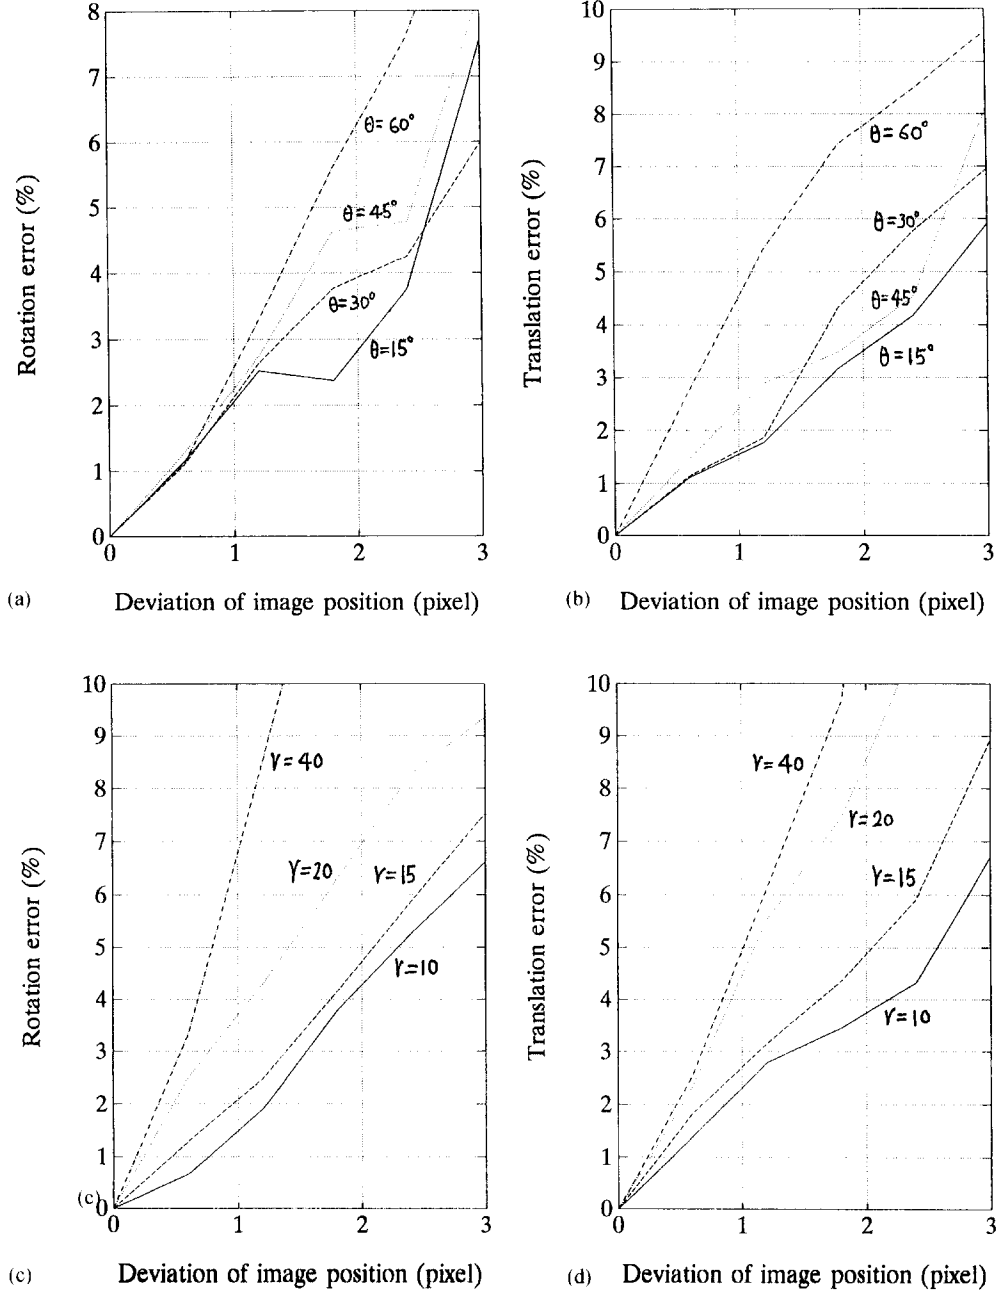 8
7
6
5
4
3
2
1
0
0 1 2 3
Rotation error (%)
θ=60°
θ=45°
θ=30°
θ=15°
(a) Deviation of image position (pixel)
10
9
8
7
6
5
4
3
2
1
0
0 1 2 3
Translation error (%)
θ=60°
θ=30°
θ=45°
θ=15°
(b) Deviation of image position (pixel)
10
9
8
7
6
5
4
3
2
1
0
0 1 2 3
Rotation error (%)
r=40
r=20
r=15
r=10
(c)
(c) Deviation of image position (pixel)
10
9
8
7
6
5
4
3
2
1
0
0 1 2 3
Translation error (%)
r=40
r=20
r=15
r=10
(d) Deviation of image position (pixel)